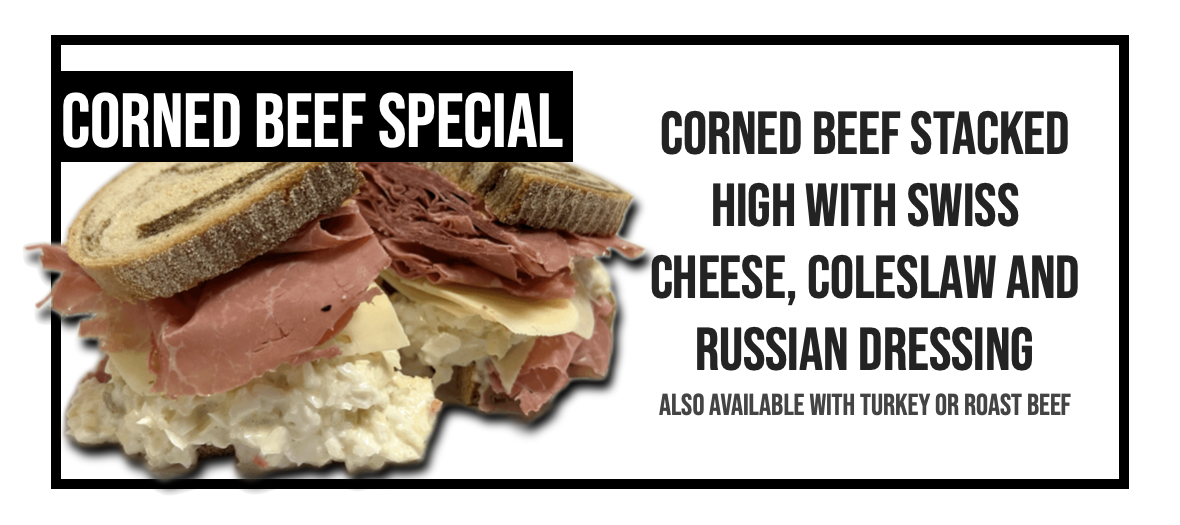 CORNED BEEF SPECIAL
CORNED BEEF STACKED
HIGH WITH SWISS
CHEESE, COLESLAW AND
RUSSIAN DRESSING
ALSO AVAILABLE WITH TURKEY OR ROAST BEEF